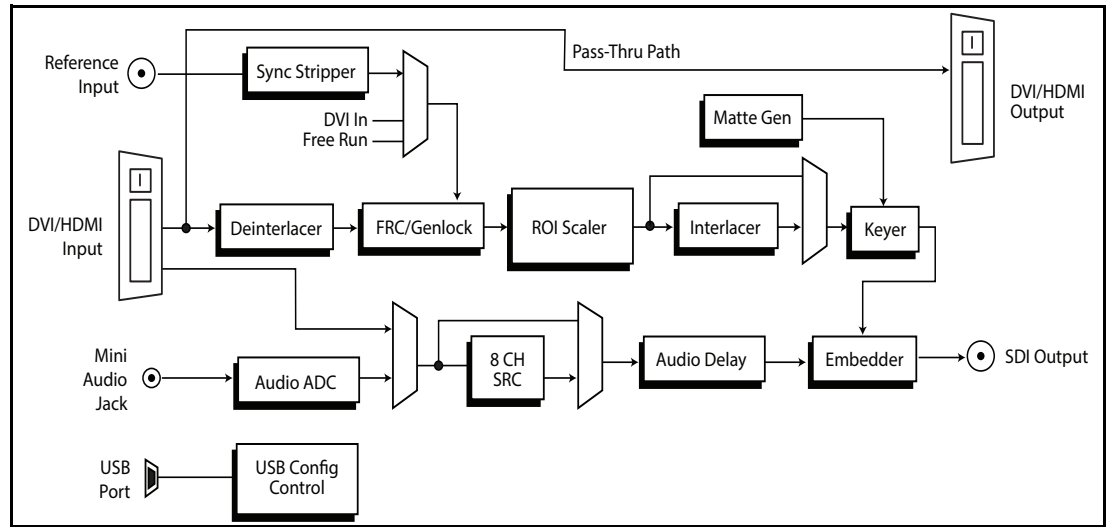 Reference
Input
Sync Stripper
DVI In
Free Run
Pass-Thru Path
DVI/HDMI
Output
Matte Gen
DVI/HDMI
Input
Deinterlacer
FRC/Genlock
ROI Scaler
Interlacer
Keyer
Mini
Audio
Jack
Audio ADC
8 CH
SRC
Audio Delay
Embedder
SDI Output
USB
Port
USB Config
Control